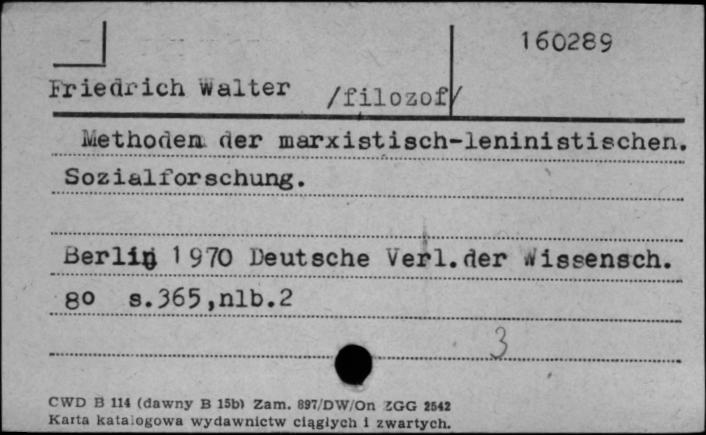 160289
Friedrich Walter /filozof/
Methoden der marxistisch-leninistischen.
Sozialforschung.
Berlin 1970 Deutsche Verl.der Wissensch.
8o s.365,nlb.2
3
CWD B 114 (dawny B 15b) Zam. 897/DW/On ZGG 2542
Karta katalogowa wydawnictw ciągłych i zwartych.